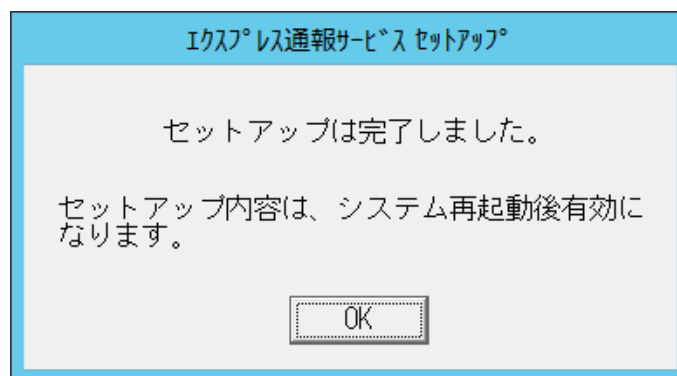 ｴｸｽﾌﾟﾚｽ通報ｻｰﾋﾞｽ ｾｯﾄｱｯﾌﾟ
セットアップは完了しました。
セットアップ内容は、システム再起動後有効に
なります。
OK